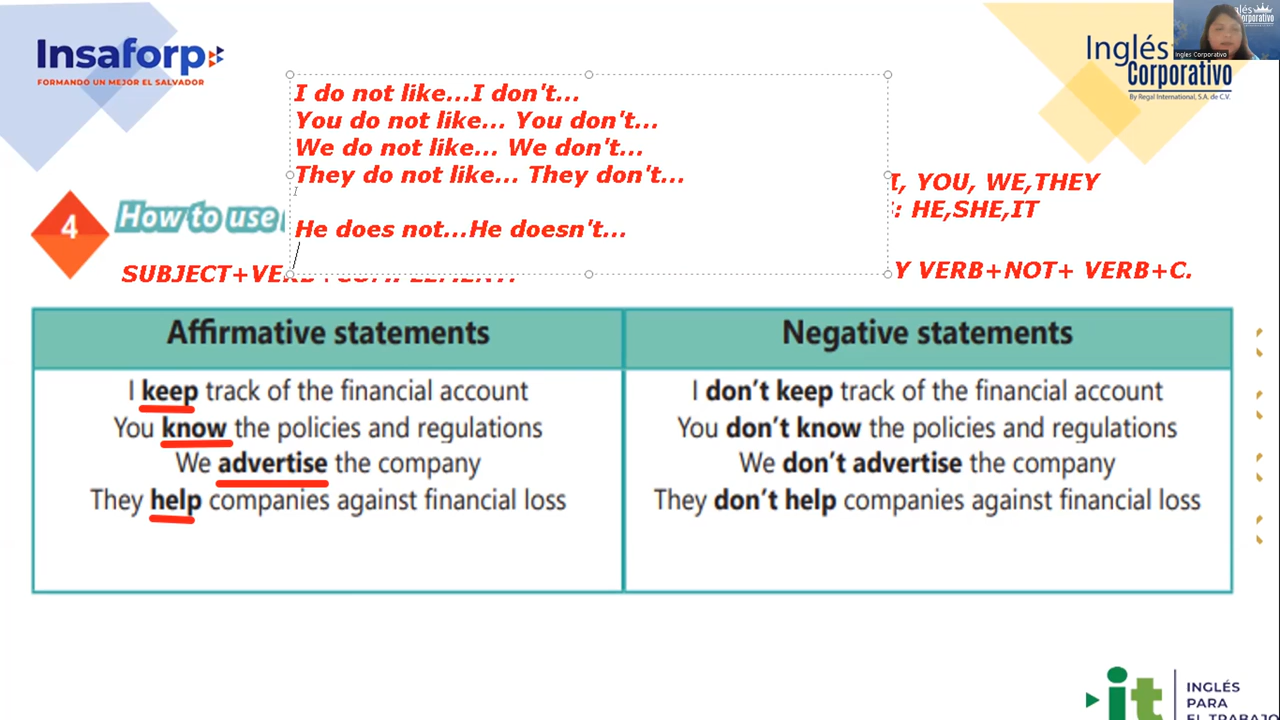 Insaforp
FORMANDO UN MEJOR EL SALVADOR
Inglés
Corporativo
By Regal International, S.A. de C.V.
Ingles Corporativo
I do not like...I don't...
You do not like... You don't...
We do not like... We don't...
They do not like... They don't...
He does not...He doesn't...
I, YOU, WE,THEY
: HE,SHE,IT
4
How to use
SUBJECT+VERB
Y VERB+NOT+ VERB+C.
Affirmative statements
I keep track of the financial account
You know the policies and regulations
We advertise the company
They help companies against financial loss
Negative statements
I don't keep track of the financial account
You don't know the policies and regulations
We don't advertise the company
They don't help companies against financial loss
it
INGLÉS
PARA
EL TRABAJO